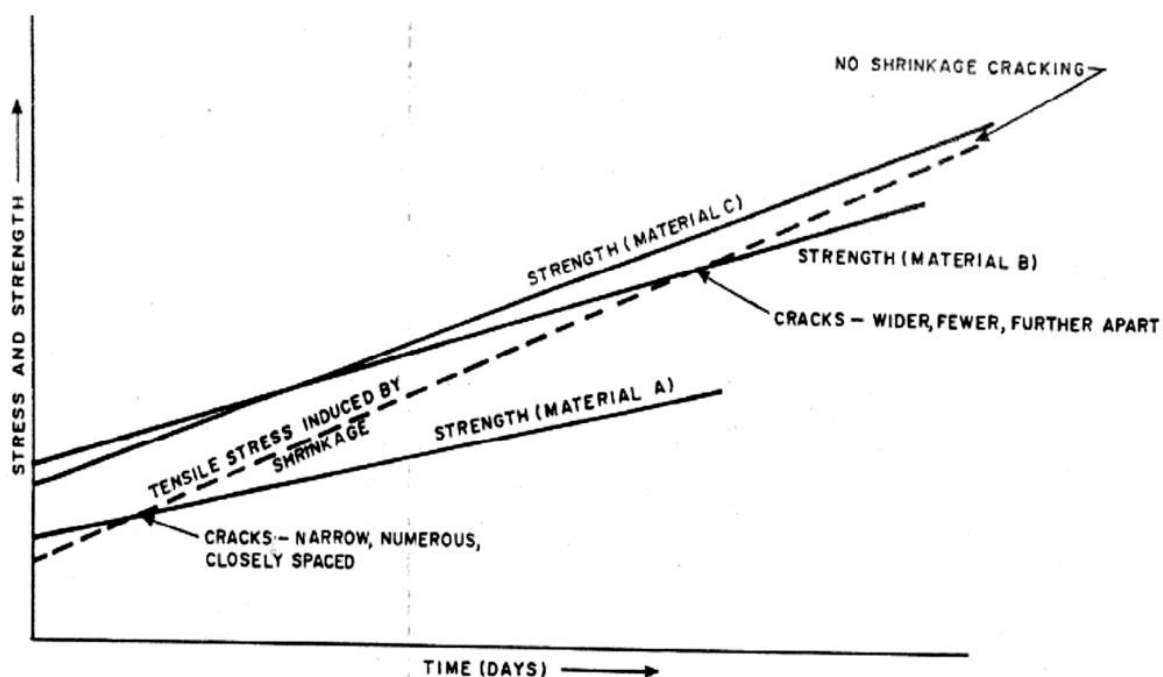 NO SHRINKAGE CRACKING
STRESS AND STRENGTH
STRENGTH (MATERIAL C)
STRENGTH (MATERIAL B)
CRACKS – WIDER, FEWER, FURTHER APART
TENSILE STRESS INDUCED BY
SHRINKAGE
STRENGTH (MATERIAL A)
CRACKS – NARROW, NUMEROUS,
CLOSELY SPACED
TIME (DAYS)